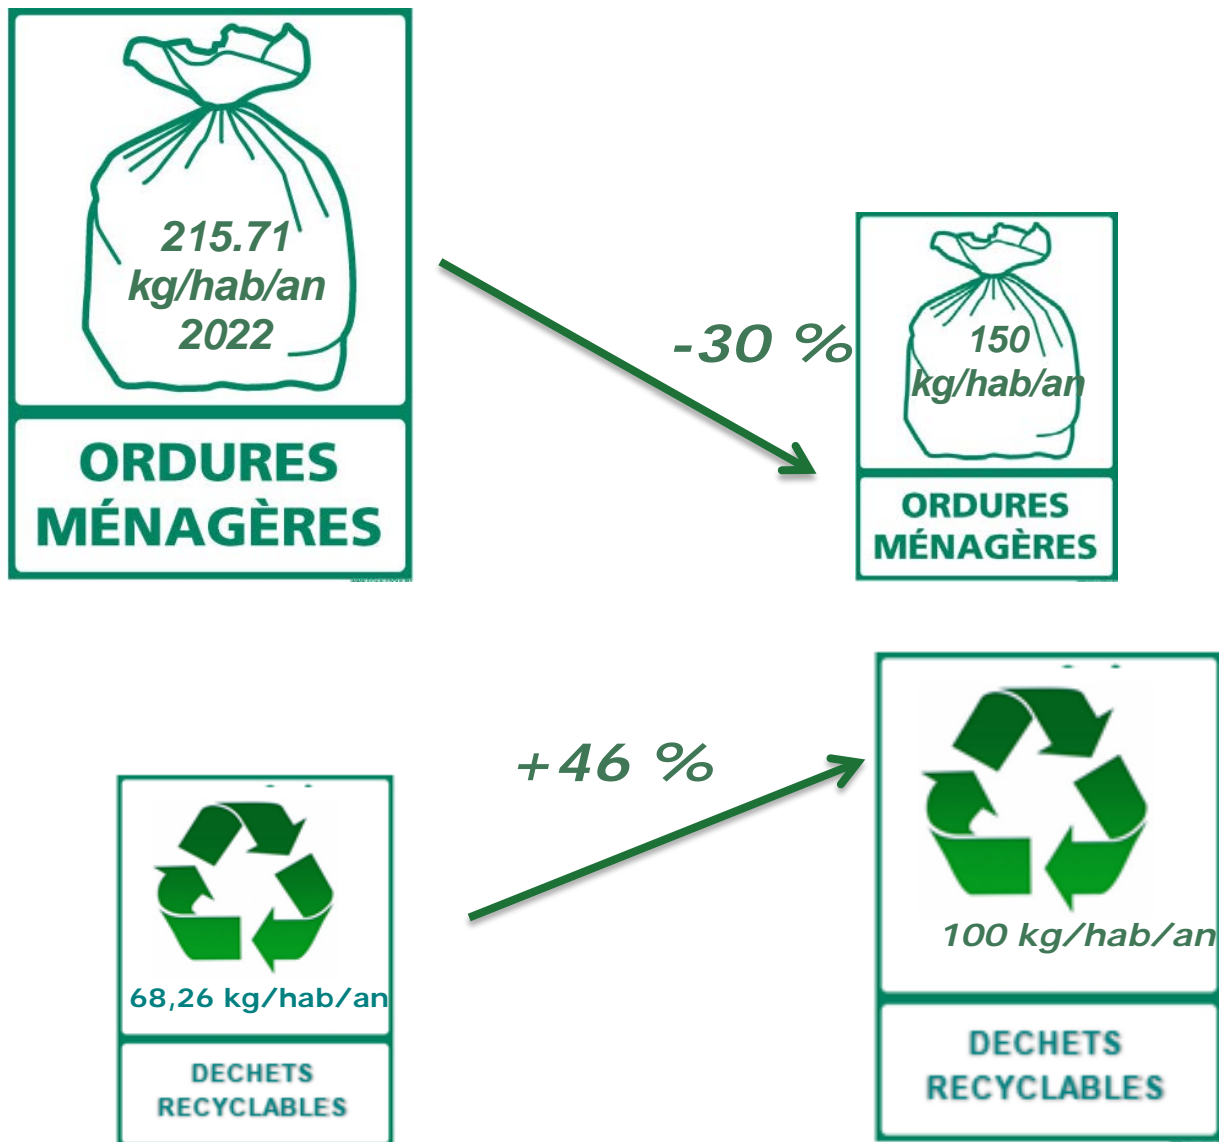 215.71
kg/hab/an
2022
ORDURES
MÉNAGÈRES
-30 %
150
kg/hab/an
ORDURES
MÉNAGÈRES
+46 %
68,26 kg/hab/an
DECHETS
RECYCLABLES
100 kg/hab/an
DECHETS
RECYCLABLES